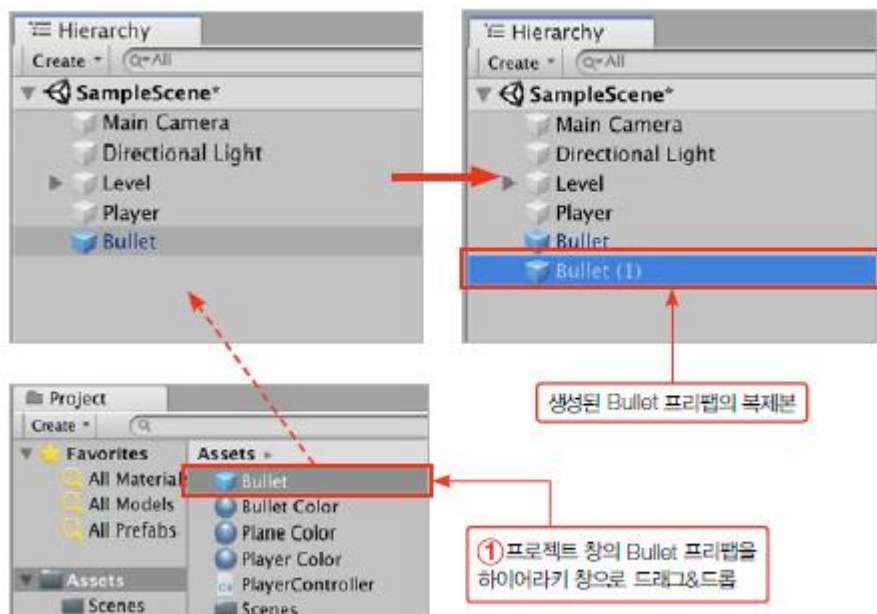 Hierarchy
Create
All
SampleScene*
Main Camera
Directional Light
Level
Player
Bullet
Hierarchy
Create
All
SampleScene*
Main Camera
Directional Light
Level
Player
Bullet
Bullet (1)
생성된 Bullet 프리팹의 복제본
Project
Create
Favorites
All Material
All Models
All Prefabs
Assets
Scenes
Assets
Bullet
Bullet Color
Plane Color
Player Color
PlayerController
Scenes
① 프로젝트 창의 Bullet 프리팹을
하이어라키 창으로 드래그&드롭